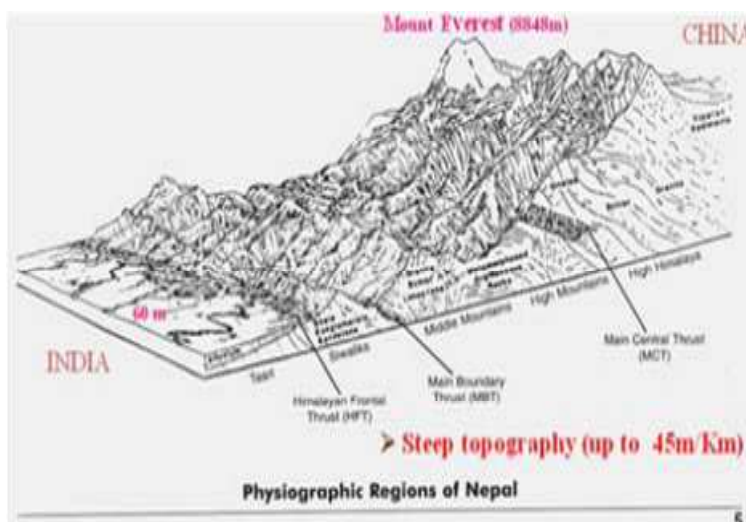 Mount Everest (8848m)
CHINA
60 m
INDIA
Terai
Siwaliks
Middle Mountains
High Mountains
High Himalaya
Main Central Thrust
(MCT)
Main Boundary
Thrust (MBT)
Himalayan Frontal
Thrust (HFT)
➤ Steep topography (up to 45m/Km)
Physiographic Regions of Nepal